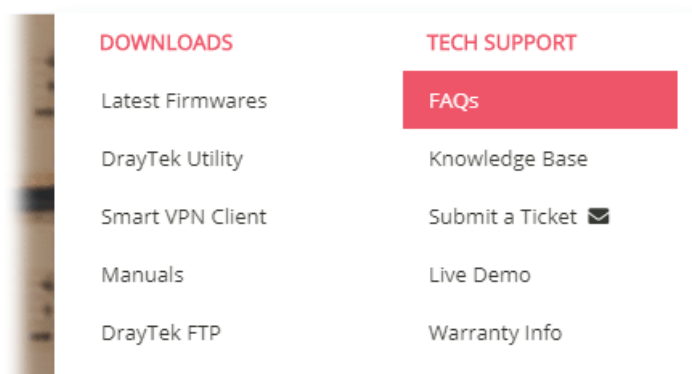 DOWNLOADS
Latest Firmwares
DrayTek Utility
Smart VPN Client
Manuals
DrayTek FTP
TECH SUPPORT
FAQs
Knowledge Base
Submit a Ticket
Live Demo
Warranty Info